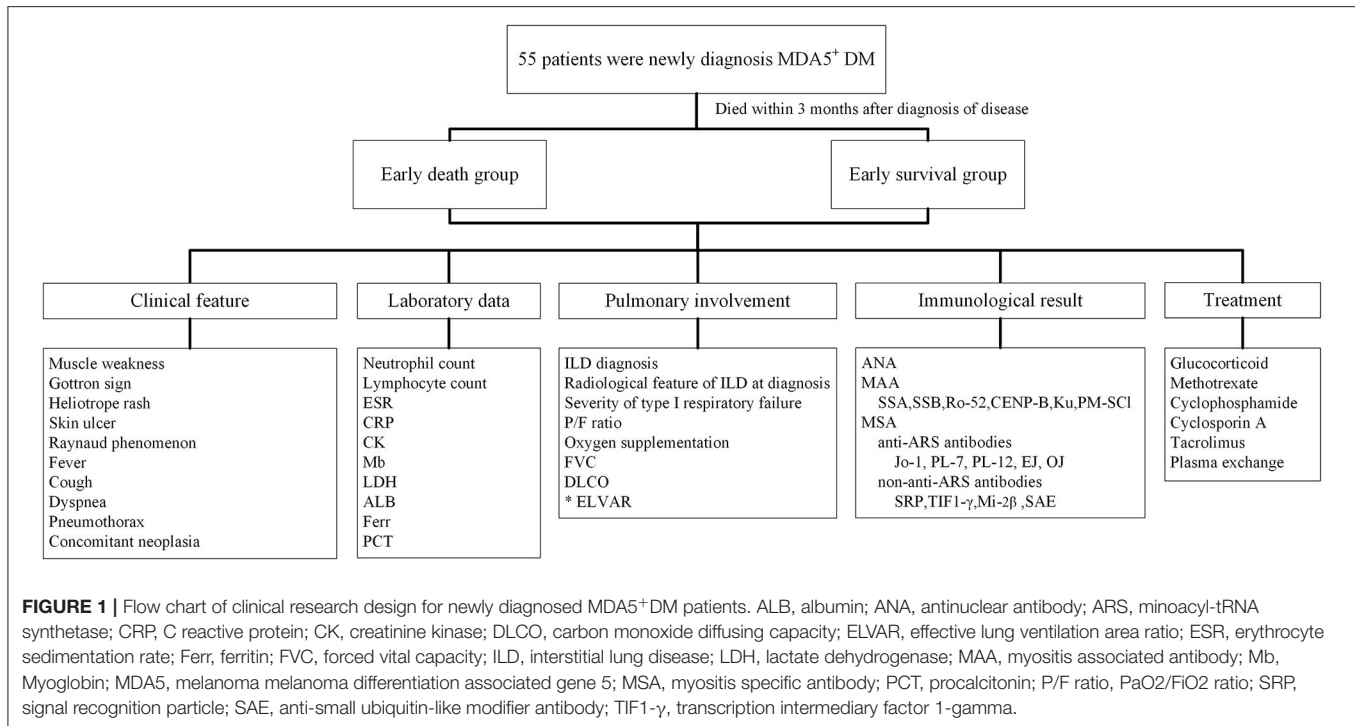 55 patients were newly diagnosis MDA5⁺ DM
Died within 3 months after diagnosis of disease
Early death group
Early survival group
Clinical feature
Muscle weakness
Gottron sign
Heliotrope rash
Skin ulcer
Raynaud phenomenon
Fever
Cough
Dyspnea
Pneumothorax
Concomitant neoplasia
Laboratory data
Neutrophil count
Lymphocyte count
ESR
CRP
CK
Mb
LDH
ALB
Ferr
PCT
Pulmonary involvement
ILD diagnosis
Radiological feature of ILD at diagnosis
Severity of type I respiratory failure
P/F ratio
Oxygen supplementation
FVC
DLCO
* ELVAR
Immunological result
ANA
MAA
SSA,SSB,Ro-52,CENP-B,Ku,PM-SCl
MSA
anti-ARS antibodies
Jo-1, PL-7, PL-12, EJ, OJ
non-anti-ARS antibodies
SRP,TIF1-γ,Mi-2β ,SAE
Treatment
Glucocorticoid
Methotrexate
Cyclophosphamide
Cyclosporin A
Tacrolimus
Plasma exchange
FIGURE 1 | Flow chart of clinical research design for newly diagnosed MDA5⁺DM patients. ALB, albumin; ANA, antinuclear antibody; ARS, minoacyl-tRNA
synthetase; CRP, C reactive protein; CK, creatinine kinase; DLCO, carbon monoxide diffusing capacity; ELVAR, effective lung ventilation area ratio; ESR, erythrocyte
sedimentation rate; Ferr, ferritin; FVC, forced vital capacity; ILD, interstitial lung disease; LDH, lactate dehydrogenase; MAA, myositis associated antibody; Mb,
Myoglobin; MDA5, melanoma melanoma differentiation associated gene 5; MSA, myositis specific antibody; PCT, procalcitonin; P/F ratio, PaO2/FiO2 ratio; SRP,
signal recognition particle; SAE, anti-small ubiquitin-like modifier antibody; TIF1-γ, transcription intermediary factor 1-gamma.